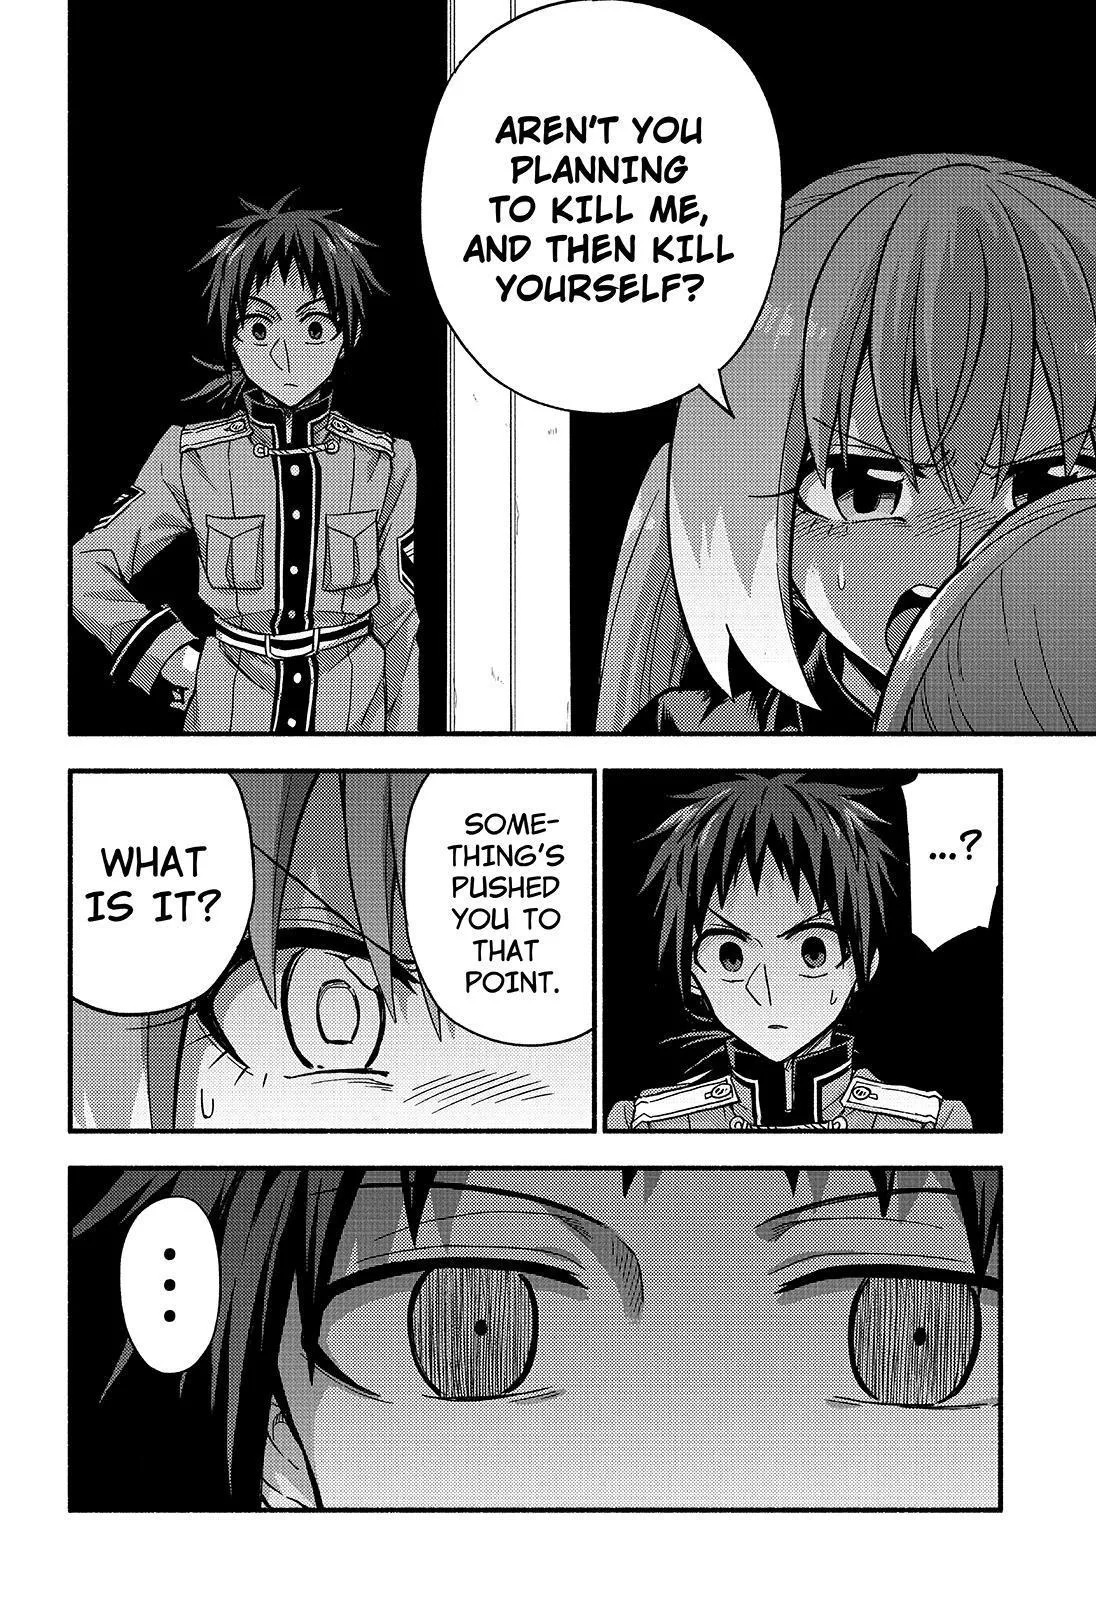 AREN'T YOU
PLANNING
TO KILL ME,
AND THEN KILL
YOURSELF?
...?
SOME-
THING'S
PUSHED
YOU TO
THAT
POINT.
WHAT
IS IT?
...